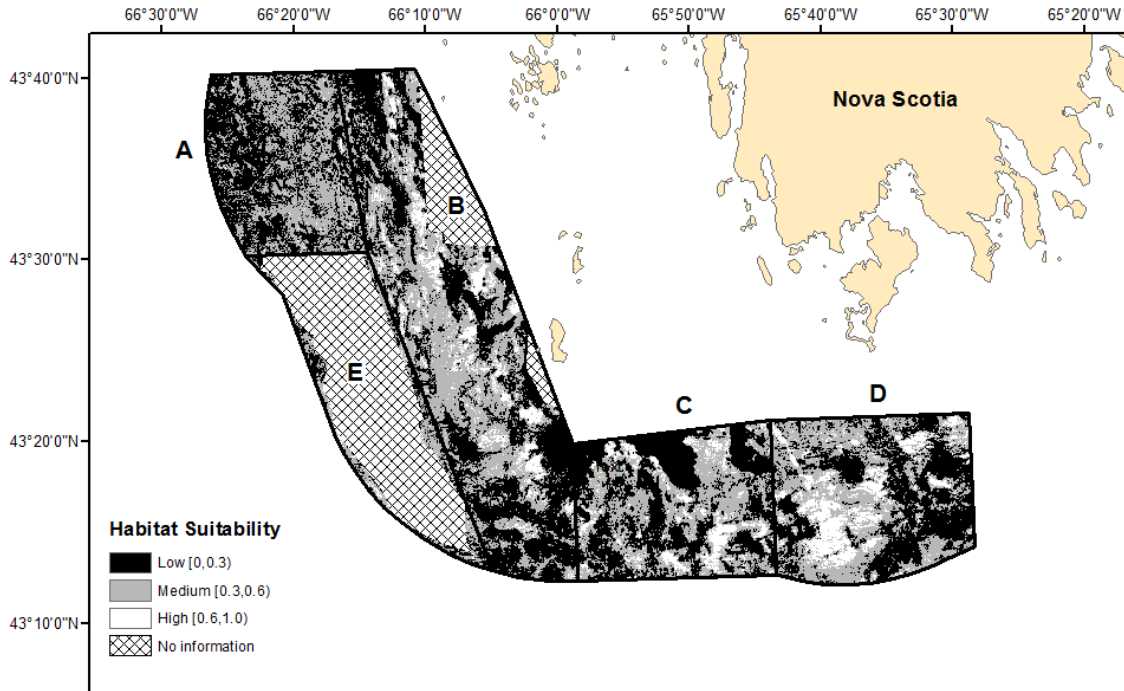 66°30'0"W 66°20'0"W 66°10'0"W 66°0'0"W 65°50'0"W 65°40'0"W 65°30'0"W 65°20'0"W
43°40'0"N
Nova Scotia
A
B
43°30'0"N
E
C
D
43°20'0"N
Habitat Suitability
Low [0,0.3)
Medium [0.3,0.6)
High [0.6,1.0)
No information
43°10'0"N